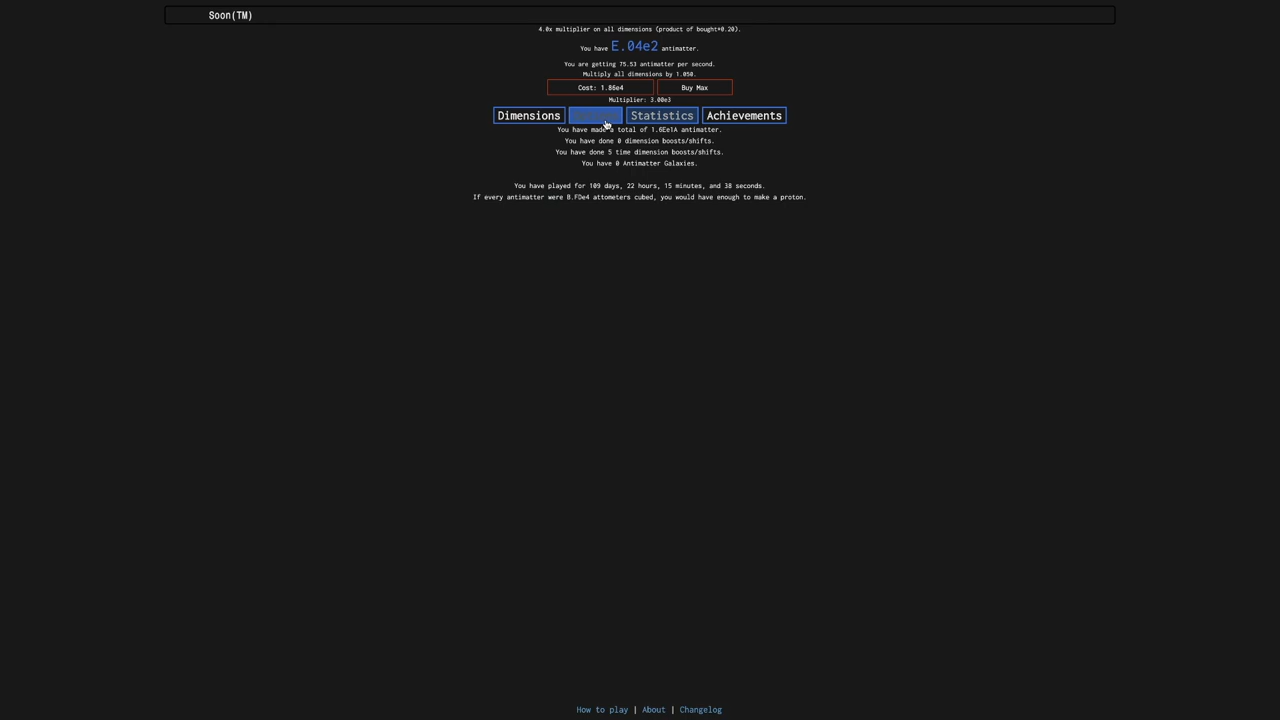 Soon(TM)
4.0x multiplier on all dimensions (product of bought*0.20).
You have E.04e2 antimatter.
You are getting 75.53 antimatter per second.
Multiply all dimensions by 1.050.
Cost: 1.86e4 Buy Max
Multiplier: 3.00e3
Dimensions Statistics Achievements
You have made a total of 1.6Ee1A antimatter.
You have done 0 dimension boosts/shifts.
You have done 5 time dimension boosts/shifts.
You have 0 Antimatter Galaxies.
You have played for 109 days, 22 hours, 15 minutes, and 38 seconds.
If every antimatter were B.FDe4 attometers cubed, you would have enough to make a proton.
How to play | About | Changelog